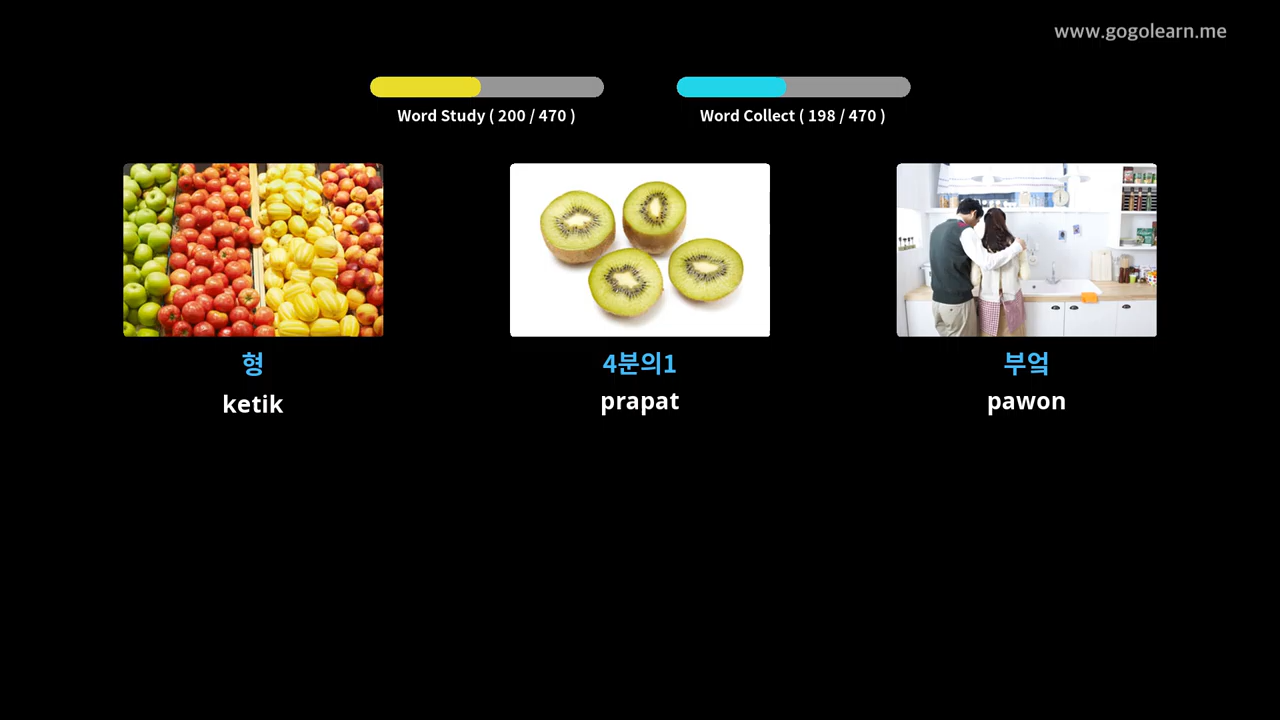 www.gogolearn.me
Word Study ( 200 / 470 )
Word Collect ( 198 / 470 )
형
4분의1
부엌
ketik
prapat
pawon